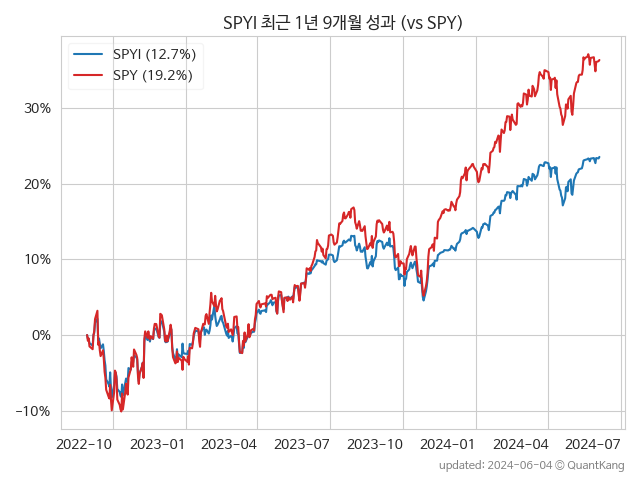 SPYI 최근 1년 9개월 성과 (vs SPY)
SPYI (12.7%)
SPY (19.2%)
30%
20%
10%
0%
−10%
2022-10 2023-01 2023-04 2023-07 2023-10 2024-01 2024-04 2024-07
updated: 2024-06-04 © QuantKang